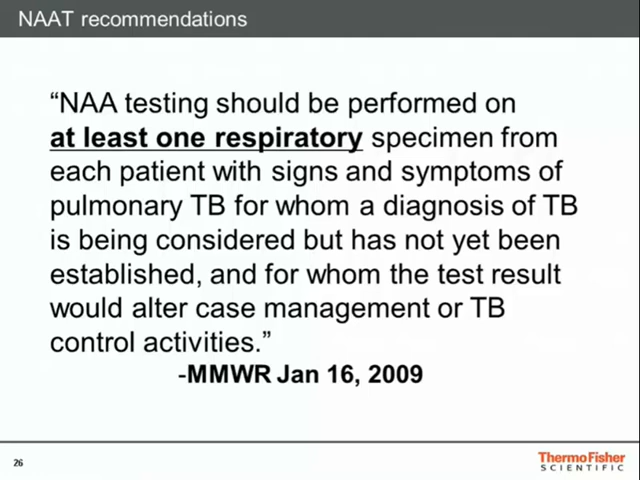 NAAT recommendations
“NAA testing should be performed on
at least one respiratory specimen from
each patient with signs and symptoms of
pulmonary TB for whom a diagnosis of TB
is being considered but has not yet been
established, and for whom the test result
would alter case management or TB
control activities.”
-MMWR Jan 16, 2009
26
ThermoFisher
SCIENTIFIC